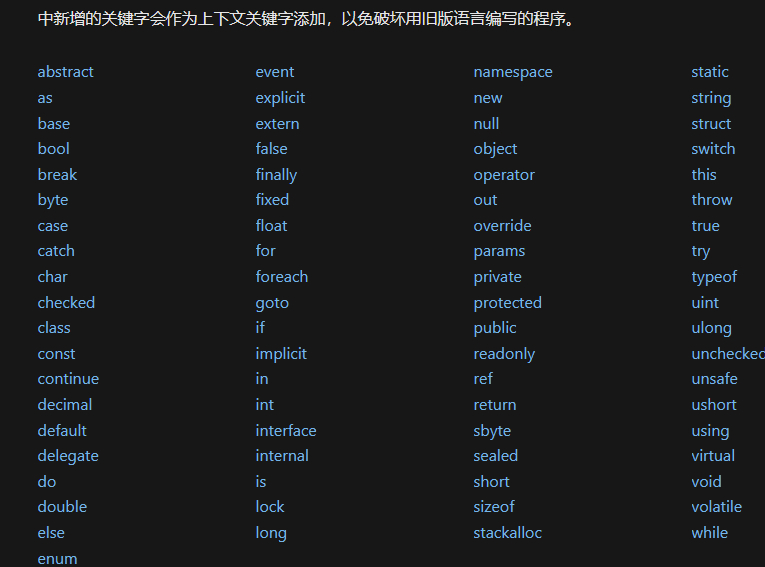 中新增的关键字会作为上下文关键字添加，以免破坏用旧版语言编写的程序。
abstract
as
base
bool
break
byte
case
catch
char
checked
class
const
continue
decimal
default
delegate
do
double
else
enum
event
explicit
extern
false
finally
fixed
float
for
foreach
goto
if
implicit
in
int
interface
internal
is
lock
long
namespace
new
null
object
operator
out
override
params
private
protected
public
readonly
ref
return
sbyte
sealed
short
sizeof
stackalloc
static
string
struct
switch
this
throw
true
try
typeof
uint
ulong
unchecked
unsafe
ushort
using
virtual
void
volatile
while